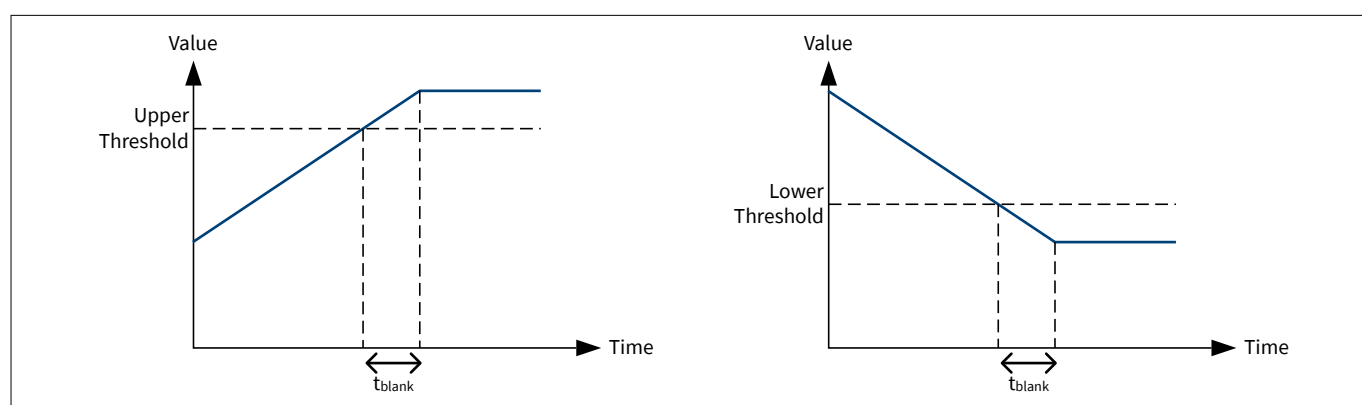 Value
Upper
Threshold
Time
tblank
Value
Lower
Threshold
Time
tblank